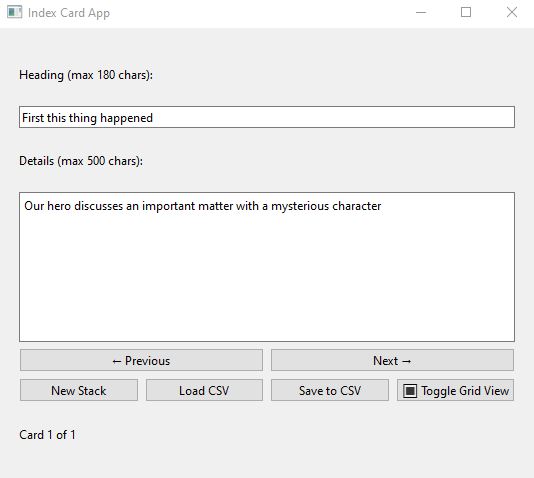 Index Card App
Heading (max 180 chars):
First this thing happened
Details (max 500 chars):
Our hero discusses an important matter with a mysterious character
← Previous
Next →
New Stack
Load CSV
Save to CSV
Toggle Grid View
Card 1 of 1